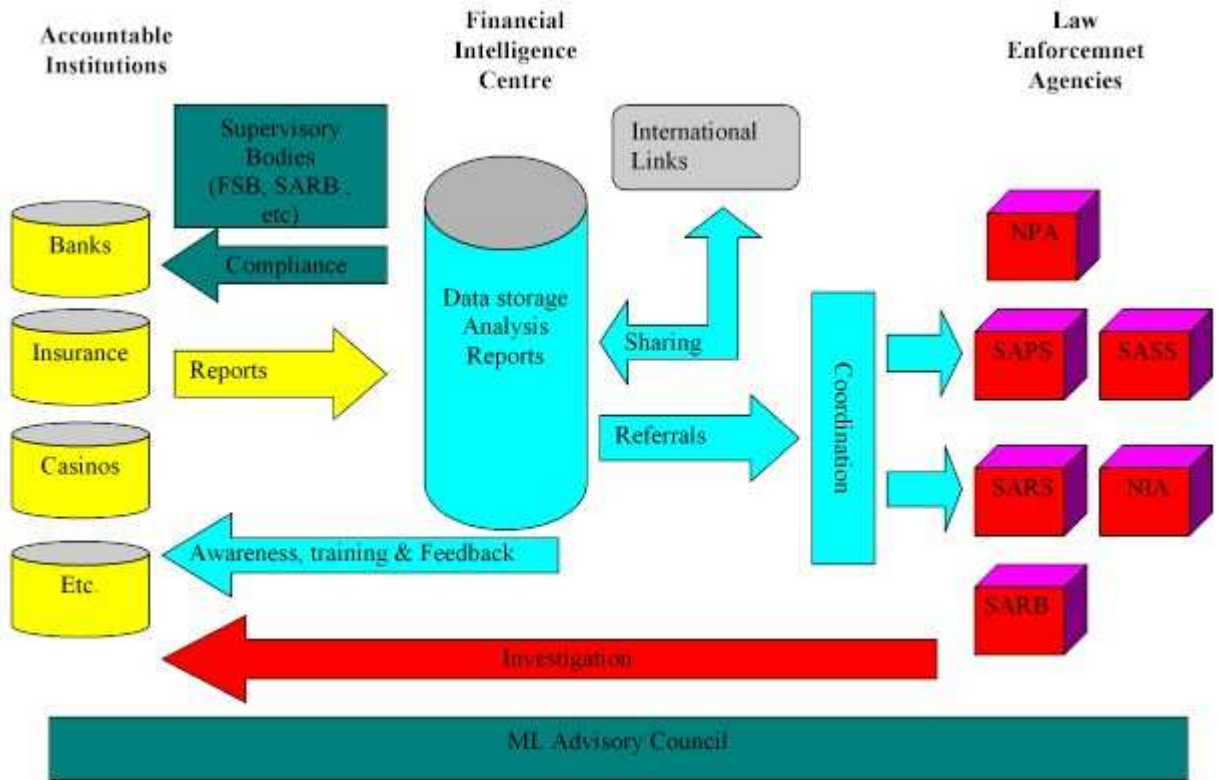 Accountable
Institutions
Financial
Intelligence
Centre
Law
Enforcemnet
Agencies
Supervisory
Bodies
(FSB, SARB ,
etc)
International
Links
Banks
Compliance
NPA
Insurance
Reports
Data storage
Analysis
Reports
Sharing
Coordination
SAPS
SASS
Casinos
Referrals
SARS
NIA
Awareness, training & Feedback
Etc.
SARB
Investigation
ML Advisory Council